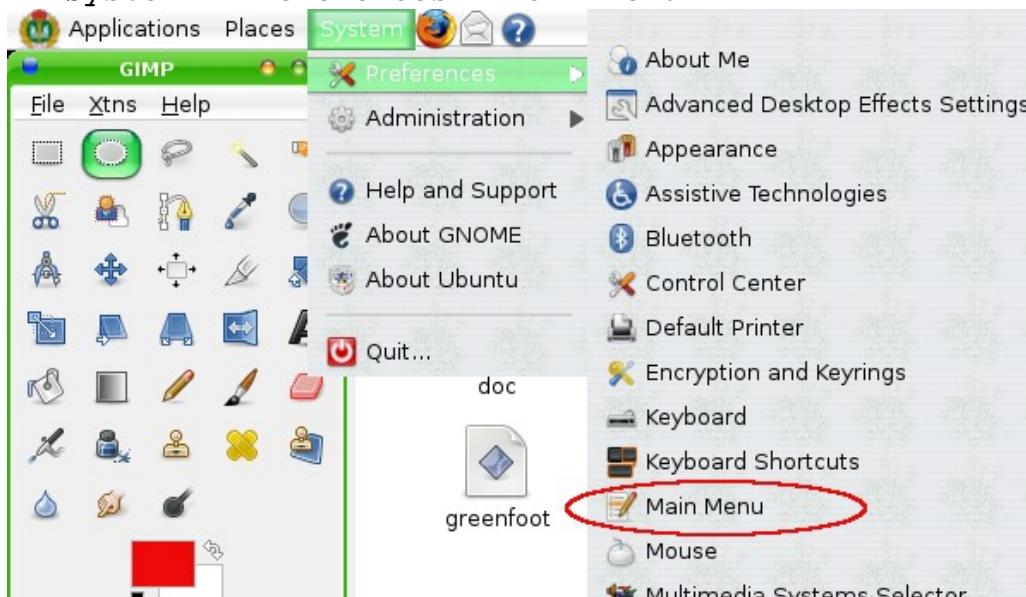 Applications Places System
GIMP
File Xtns Help
Preferences
Administration
Help and Support
About GNOME
About Ubuntu
Quit...
doc
greenfoot
About Me
Advanced Desktop Effects Settings
Appearance
Assistive Technologies
Bluetooth
Control Center
Default Printer
Encryption and Keyrings
Keyboard
Keyboard Shortcuts
Main Menu
Mouse
Multimedia Systems Selector